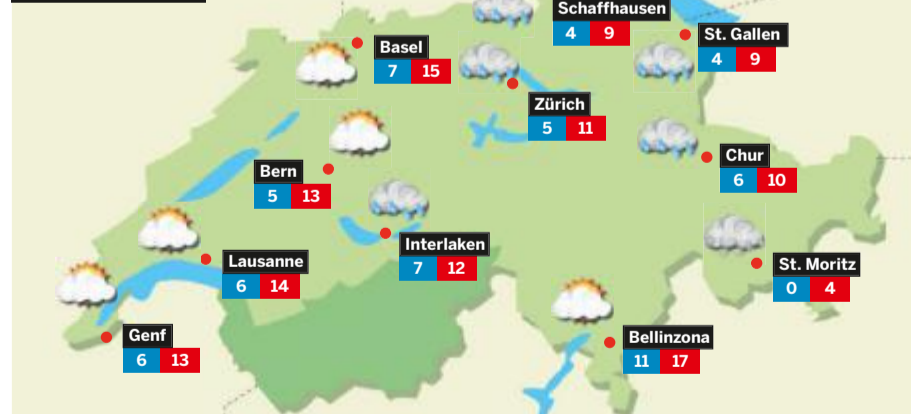 Schaffhausen
4 9
St. Gallen
4 9
Basel
7 15
Zürich
5 11
Chur
6 10
Bern
5 13
Interlaken
7 12
Lausanne
6 14
St. Moritz
0 4
Genf
6 13
Bellinzona
11 17